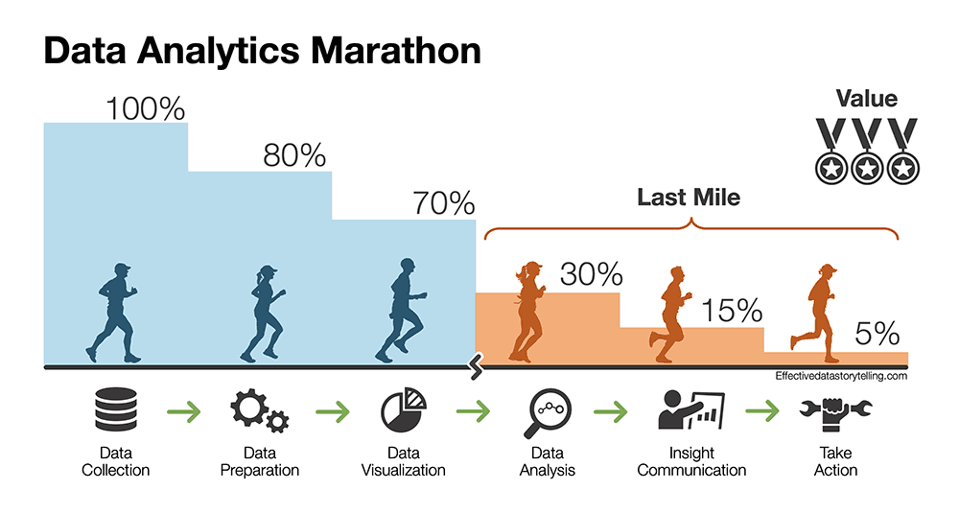 Data Analytics Marathon
Value
100%
80%
70%
Last Mile
30%
15%
5%
Effectivedatastorytelling.com
Data
Collection
Data
Preparation
Data
Visualization
Data
Analysis
Insight
Communication
Take
Action